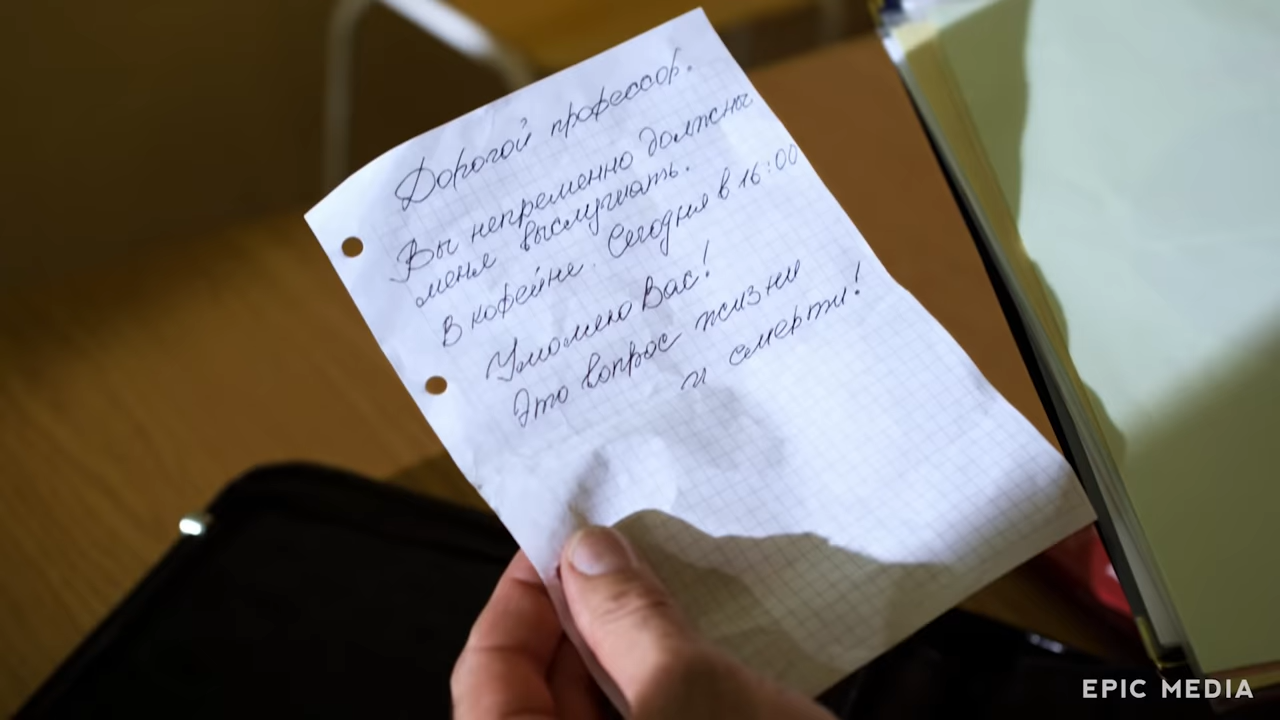 Дорогой профессор.
Вы непременно должны
меня выслушать.
В кофейне. Сегодня в 16:00
Умоляю Вас!
Это вопрос жизни
и смерти!
EPIC MEDIA